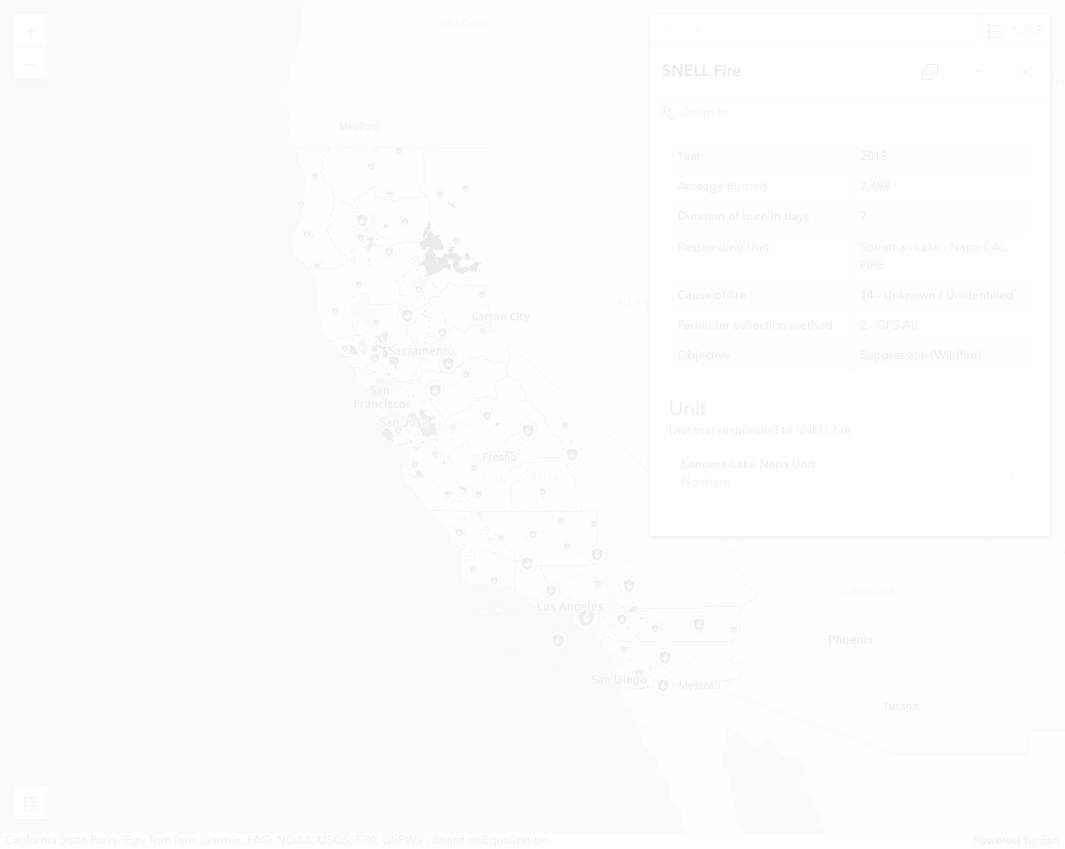 OREGON
1 of 3
SNELL Fire
Zoom to
Medford
Year 2018
Acreage Burned 2,488
Duration of burn in days 7
Responding Unit Sonoma - Lake - Napa CAL
FIRE
Cause of fire 14 - Unknown / Unidentified
Perimeter collection method 2 - GPS Air
Objective Suppression (Wildfire)
Unit
Unit that responded to SNELL fire
Sonoma-Lake-Napa Unit
Northern
Carson City
Sacramento
San
Francisco
San Jose
Fresno
CALIFORNIA
Los Angeles
ARIZONA
Phoenix
San Diego
Mexicali
Tucson
California State Parks, Esri, TomTom, Garmin, FAO, NOAA, USGS, EPA, USFWS | Board of Equalization
Powered by Esri